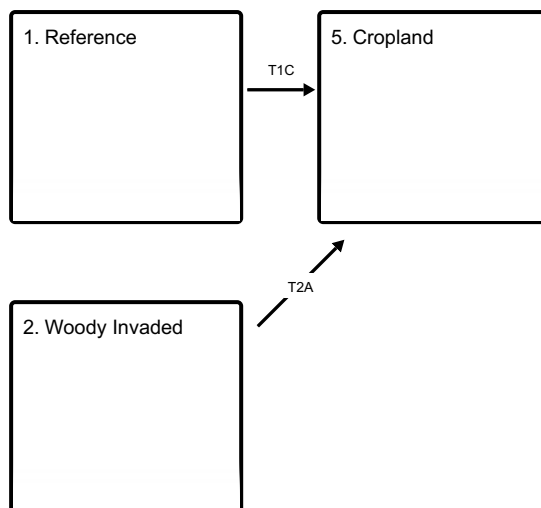 1. Reference
5. Cropland
T1C
T2A
2. Woody Invaded